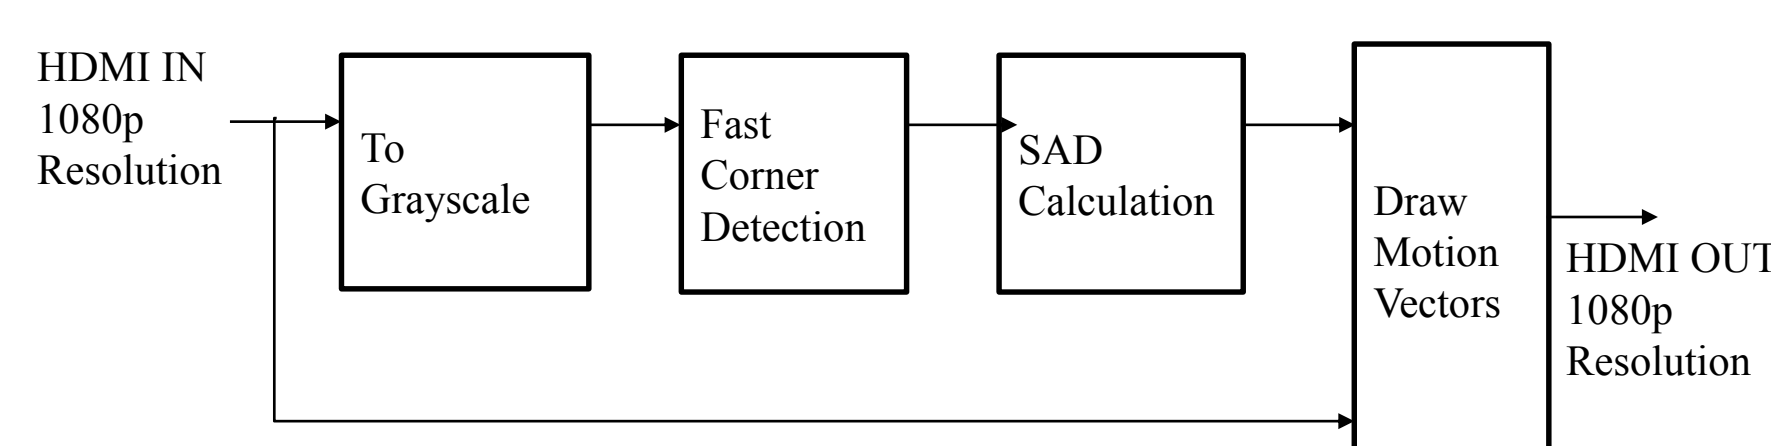 HDMI IN
1080p
Resolution
To
Grayscale
Fast
Corner
Detection
SAD
Calculation
Draw
Motion
Vectors
HDMI OUT
1080p
Resolution